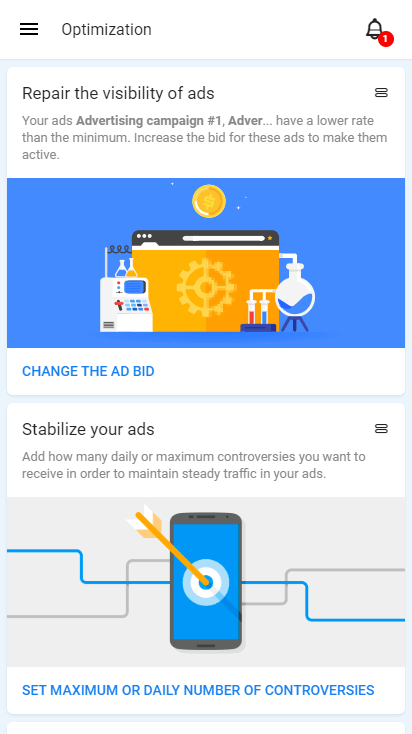 Optimization
1
Repair the visibility of ads
Your ads Advertising campaign #1, Adver... have a lower rate
than the minimum. Increase the bid for these ads to make them
active.
$
CHANGE THE AD BID
Stabilize your ads
Add how many daily or maximum controversies you want to
receive in order to maintain steady traffic in your ads.
SET MAXIMUM OR DAILY NUMBER OF CONTROVERSIES